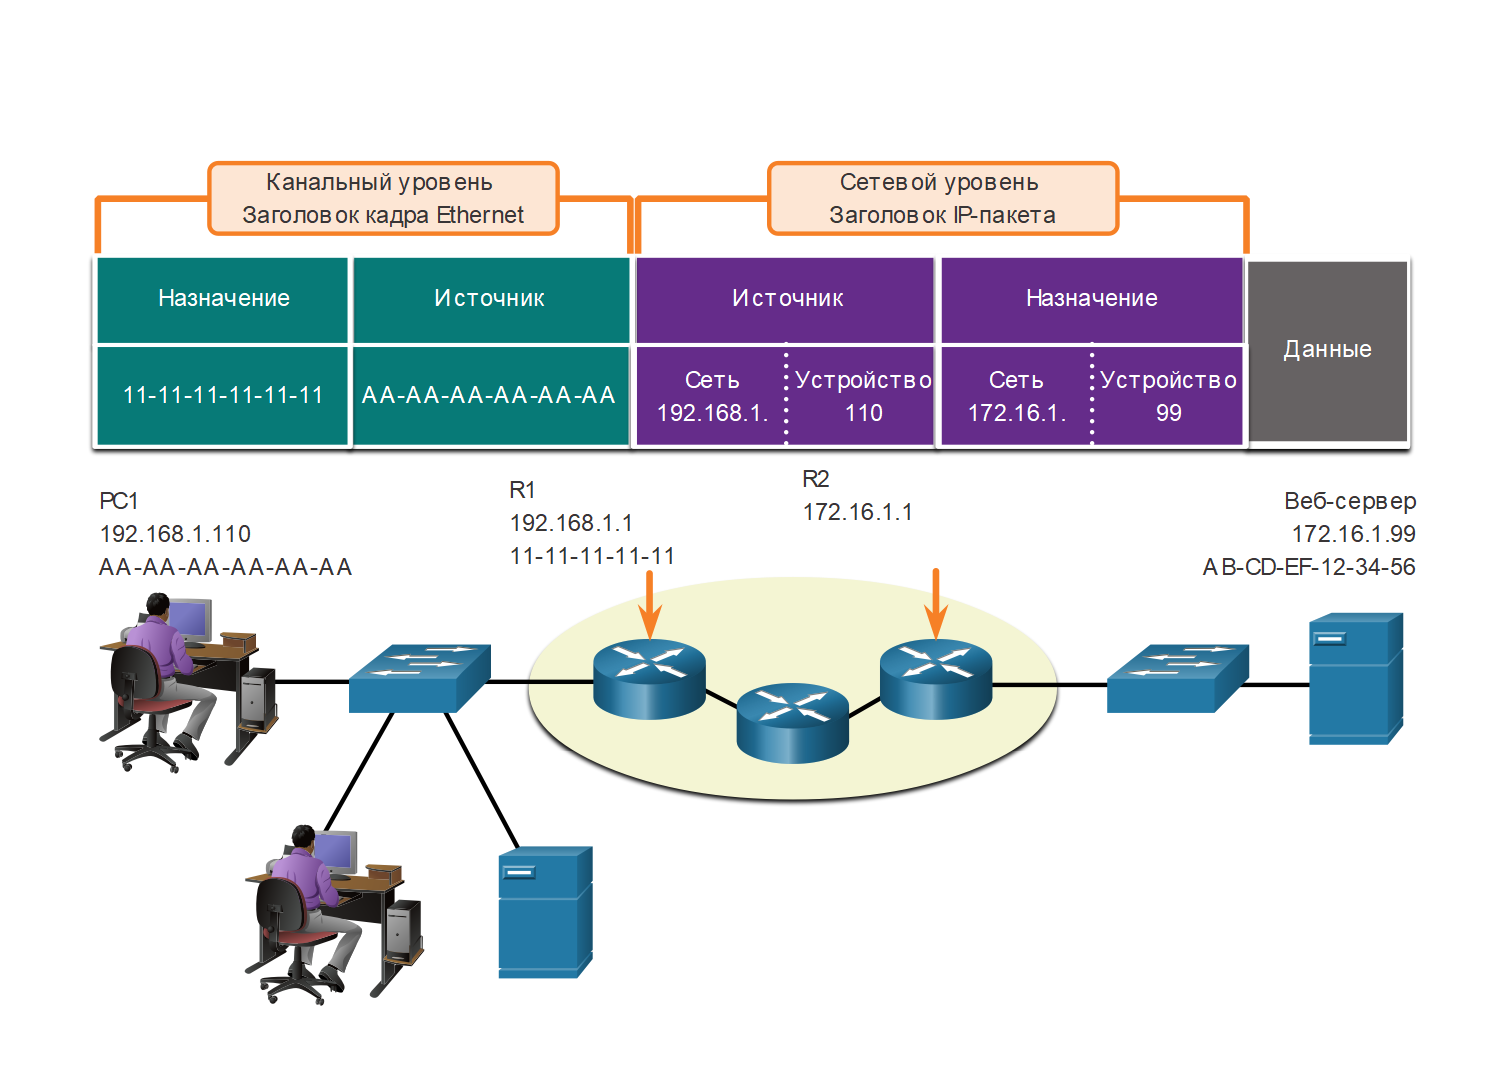 Канальный уровень
Заголовок кадра Ethernet
Сетевой уровень
Заголовок IP-пакета
Назначение
Источник
Источник
Назначение
Данные
11-11-11-11-11-11
AA-AA-AA-AA-AA-AA
Сеть
192.168.1.
Устройство
110
Сеть
172.16.1.
Устройство
99
PC1
192.168.1.110
AA-AA-AA-AA-AA-AA
R1
192.168.1.1
11-11-11-11-11
R2
172.16.1.1
Веб-сервер
172.16.1.99
AB-CD-EF-12-34-56